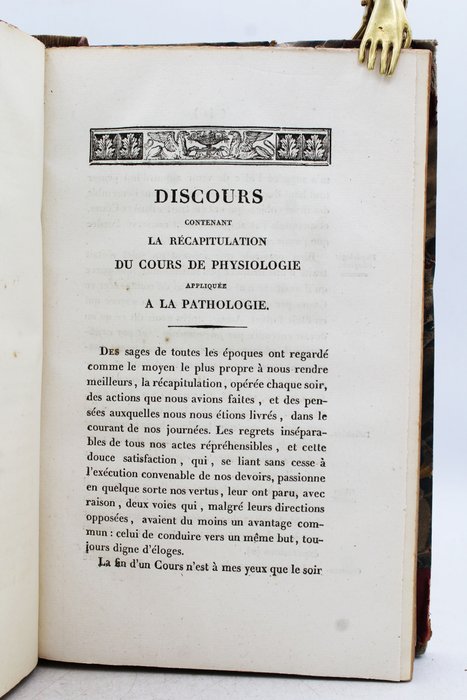 DISCOURS
CONTENANT
LA RÉCAPITULATION
DU COURS DE PHYSIOLOGIE
APPLIQUÉE
A LA PATHOLOGIE.
DES sages de toutes les époques ont regardé
comme le moyen le plus propre à nous rendre
meilleurs, la récapitulation, opérée chaque soir,
des actions que nous avions faites, et des pen-
sées auxquelles nous nous étions livrés, dans le
courant de nos journées. Les regrets insépara-
bles de tous nos actes répréhensibles, et cette
douce satisfaction, qui, se liant sans cesse à
l'exécution convenable de nos devoirs, passionne
en quelque sorte nos vertus, leur ont paru, avec
raison, deux voies qui, malgré leurs directions
opposées, avaient du moins un avantage com-
mun : celui de conduire vers un même but, tou-
jours digne d'éloges.
La fin d'un Cours n'est à mes yeux que le soir